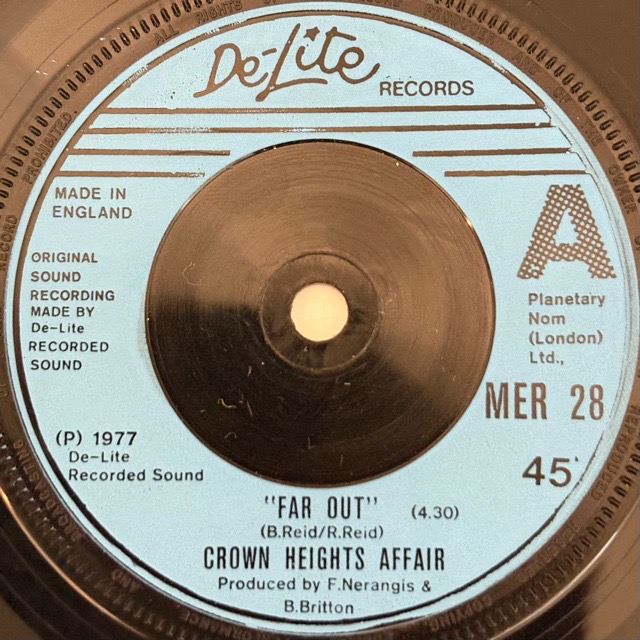 De-Lite
RECORDS
MADE IN
ENGLAND
A
ORIGINAL
SOUND
RECORDING
MADE BY
De-Lite
RECORDED
SOUND
Planetary
Nom
(London)
Ltd.,
MER 28
(P) 1977
De-Lite
Recorded Sound
45
"FAR OUT" (4.30)
(B.Reid/R.Reid)
CROWN HEIGHTS AFFAIR
Produced by F.Nerangis &
B.Britton